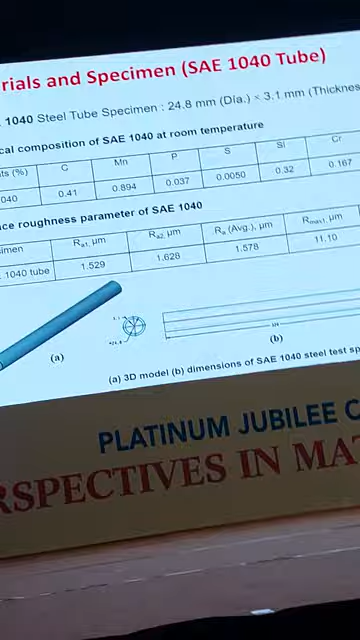 rials and Specimen (SAE 1040 Tube)
1040 Steel Tube Specimen : 24.8 mm (Dia.) × 3.1 mm (Thicknes
cal composition of SAE 1040 at room temperature
ts (%) C Mn P S Si Cr
040 0.41 0.894 0.037 0.0050 0.32 0.167
ce roughness parameter of SAE 1040
cimen Ra1, µm Ra2, µm Ra (Avg.), µm Rmax1, µm
1040 tube 1.529 1.628 1.578 11.10
(a)
(b)
(a) 3D model (b) dimensions of SAE 1040 steel test sp
PLATINUM JUBILEE C
RSPECTIVES IN MA